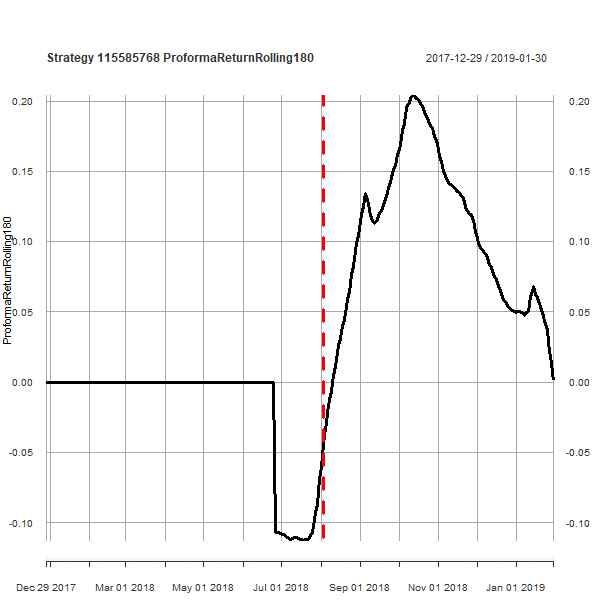 Strategy 115585768 ProformaReturnRolling180
2017-12-29 / 2019-01-30
ProformaReturnRolling180
0.20
0.15
0.10
0.05
0.00
-0.05
-0.10
0.20
0.15
0.10
0.05
0.00
-0.05
-0.10
Dec 29 2017
Mar 01 2018
May 01 2018
Jul 01 2018
Sep 01 2018
Nov 01 2018
Jan 01 2019